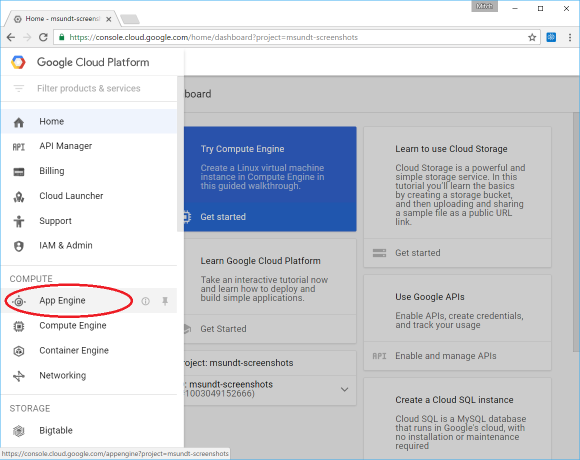 Mitch
Home - msundt-screenshots
https://console.cloud.google.com/home/dashboard?project=msundt-screenshots
Google Cloud Platform
Filter products & services
Home
API Manager
Billing
Cloud Launcher
Support
IAM & Admin
COMPUTE
App Engine
Compute Engine
Container Engine
Networking
STORAGE
Bigtable
https://console.cloud.google.com/appengine?project=msundt-screenshots
board
Try Compute Engine
Create a Linux virtual machine
instance in Compute Engine in
this guided walkthrough.
Get started
Learn Google Cloud Platform
Take an interactive tutorial now
and learn how to deploy and
build simple applications.
Get Started
roject: msundt-screenshots
: msundt-screenshots
1003049152666)
Learn to use Cloud Storage
Cloud Storage is a powerful and
simple storage service. In this
tutorial you'll learn the basics
by creating a storage bucket,
and then uploading and sharing
a sample file as a public URL
link.
Get started
Use Google APIs
Enable APIs, create credentials,
and track your usage
API Enable and manage APIs
Create a Cloud SQL instance
Cloud SQL is a MySQL database
that runs in Google's cloud, with
no installation or maintenance
required